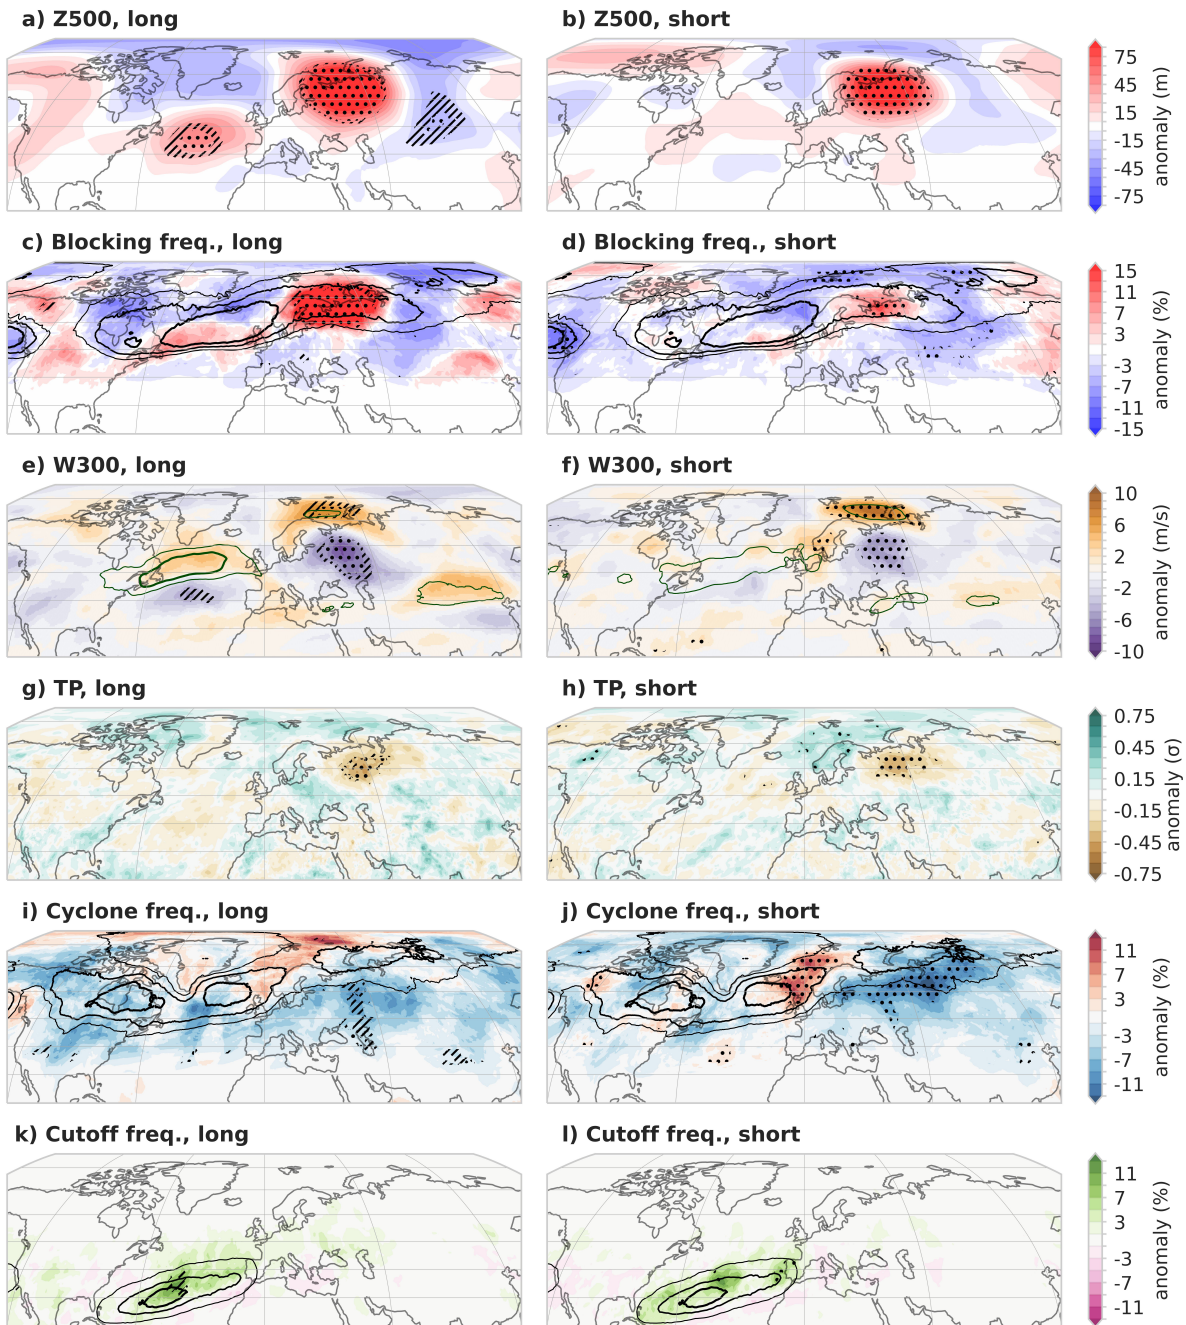 a) Z500, long
b) Z500, short
75
45
15
-15
-45
-75
anomaly (m)
c) Blocking freq., long
d) Blocking freq., short
15
11
7
3
-3
-7
-11
-15
anomaly (%)
e) W300, long
f) W300, short
10
6
2
-2
-6
-10
anomaly (m/s)
g) TP, long
h) TP, short
0.75
0.45
0.15
-0.15
-0.45
-0.75
anomaly (σ)
i) Cyclone freq., long
j) Cyclone freq., short
11
7
3
-3
-7
-11
anomaly (%)
k) Cutoff freq., long
l) Cutoff freq., short
11
7
3
-3
-7
-11
anomaly (%)